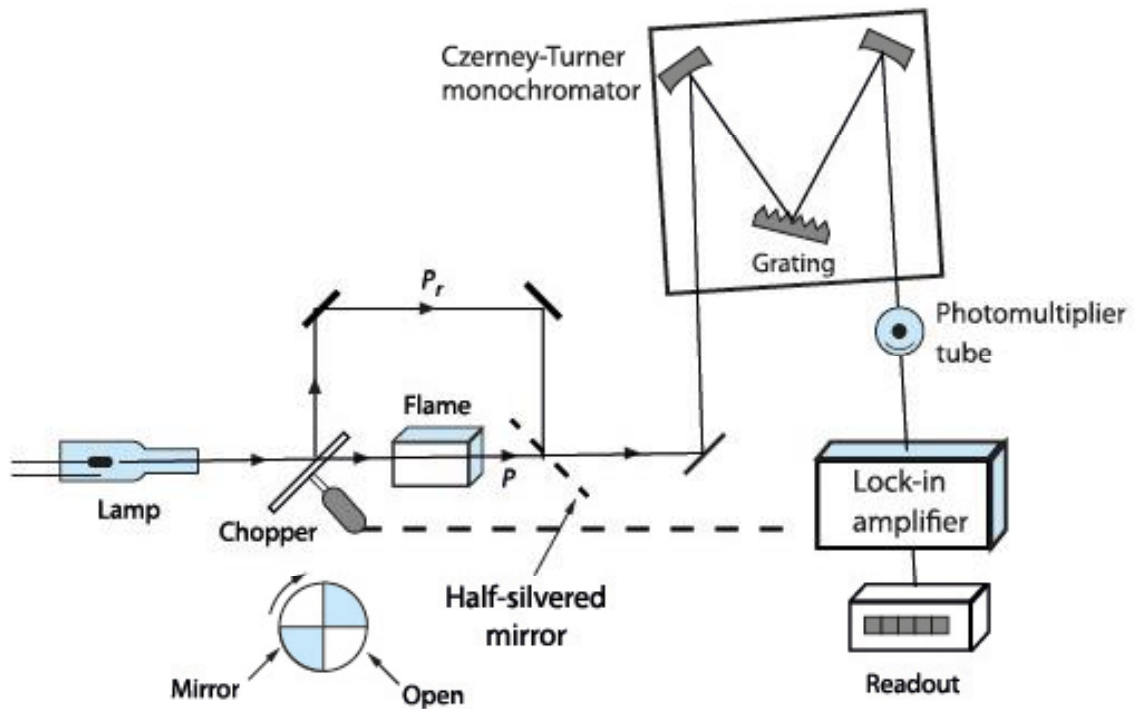 Czerney-Turner
monochromator
Grating
Pr
Photomultiplier
tube
Flame
P
Lamp
Chopper
Lock-in
amplifier
Half-silvered
mirror
Mirror
Open
Readout